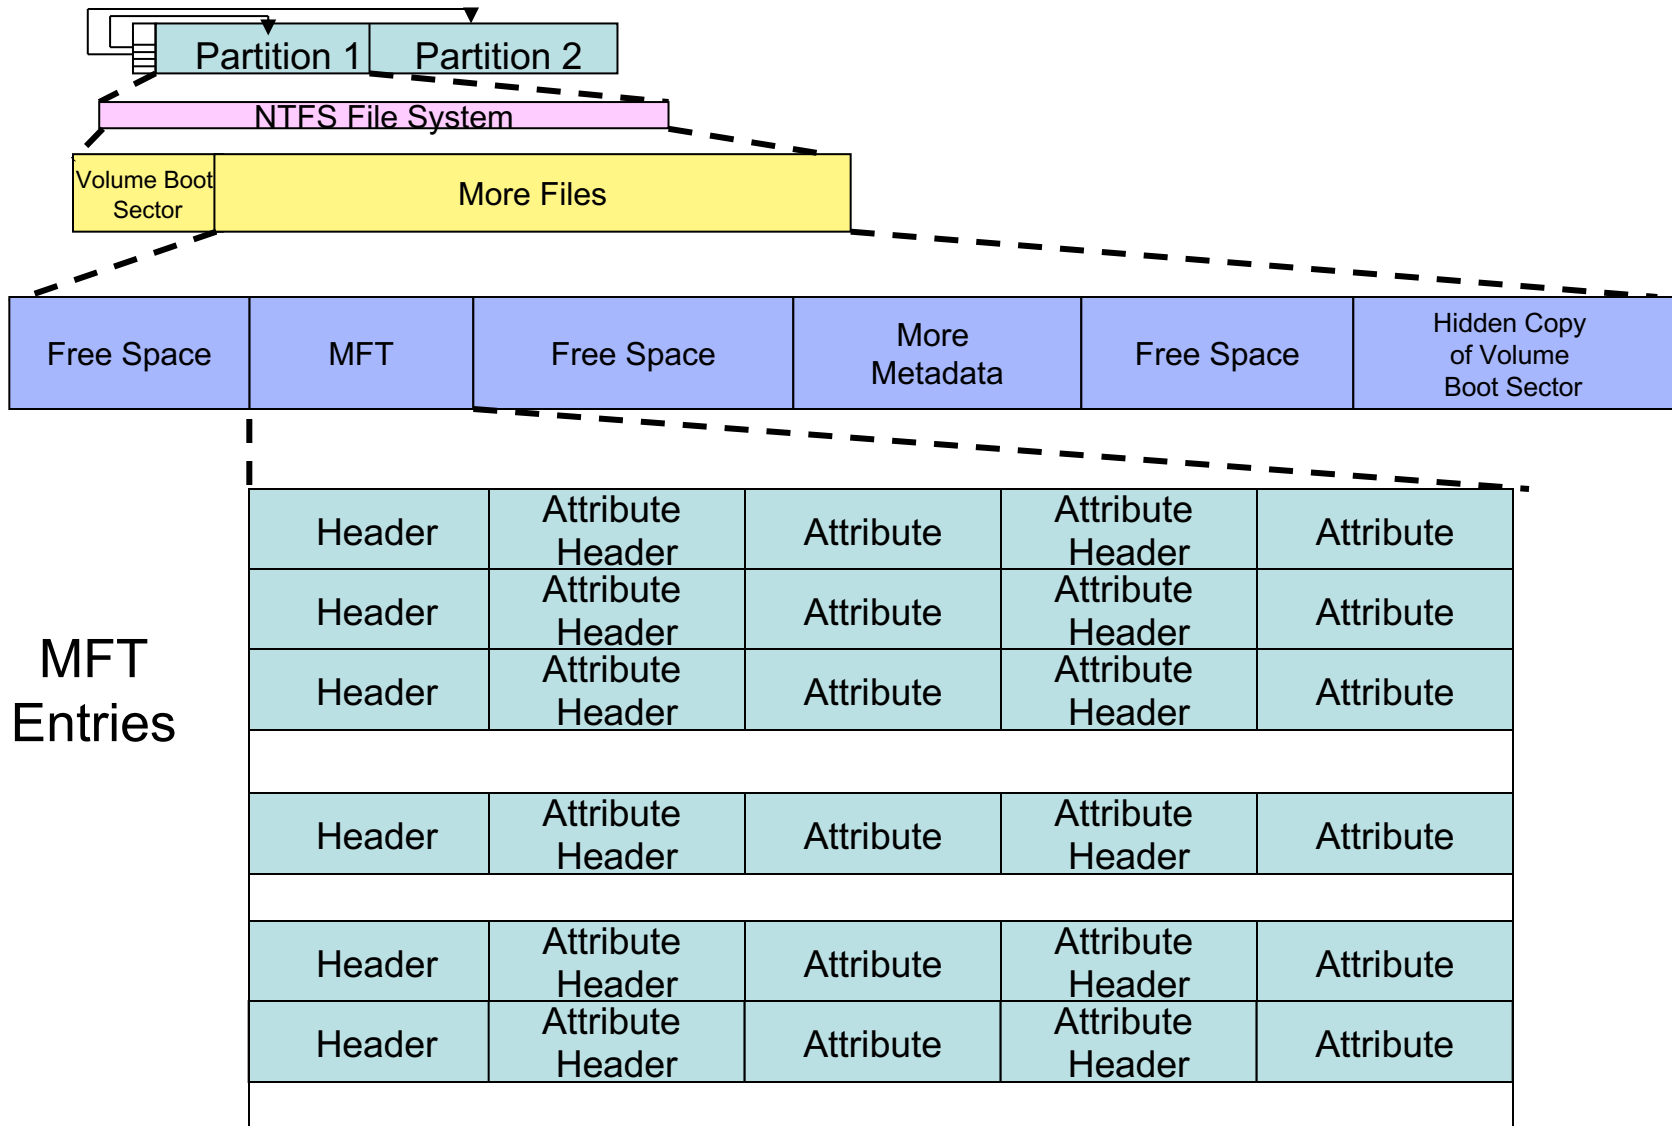 Partition 1 Partition 2
NTFS File System
Volume Boot
Sector
More Files
Free Space
MFT
Free Space
More
Metadata
Free Space
Hidden Copy
of Volume
Boot Sector
MFT
Entries
Header
Attribute
Header
Attribute
Attribute
Header
Attribute
Header
Attribute
Header
Attribute
Attribute
Header
Attribute
Header
Attribute
Header
Attribute
Attribute
Header
Attribute
Header
Attribute
Header
Attribute
Attribute
Header
Attribute
Header
Attribute
Header
Attribute
Attribute
Header
Attribute
Header
Attribute
Header
Attribute
Attribute
Header
Attribute